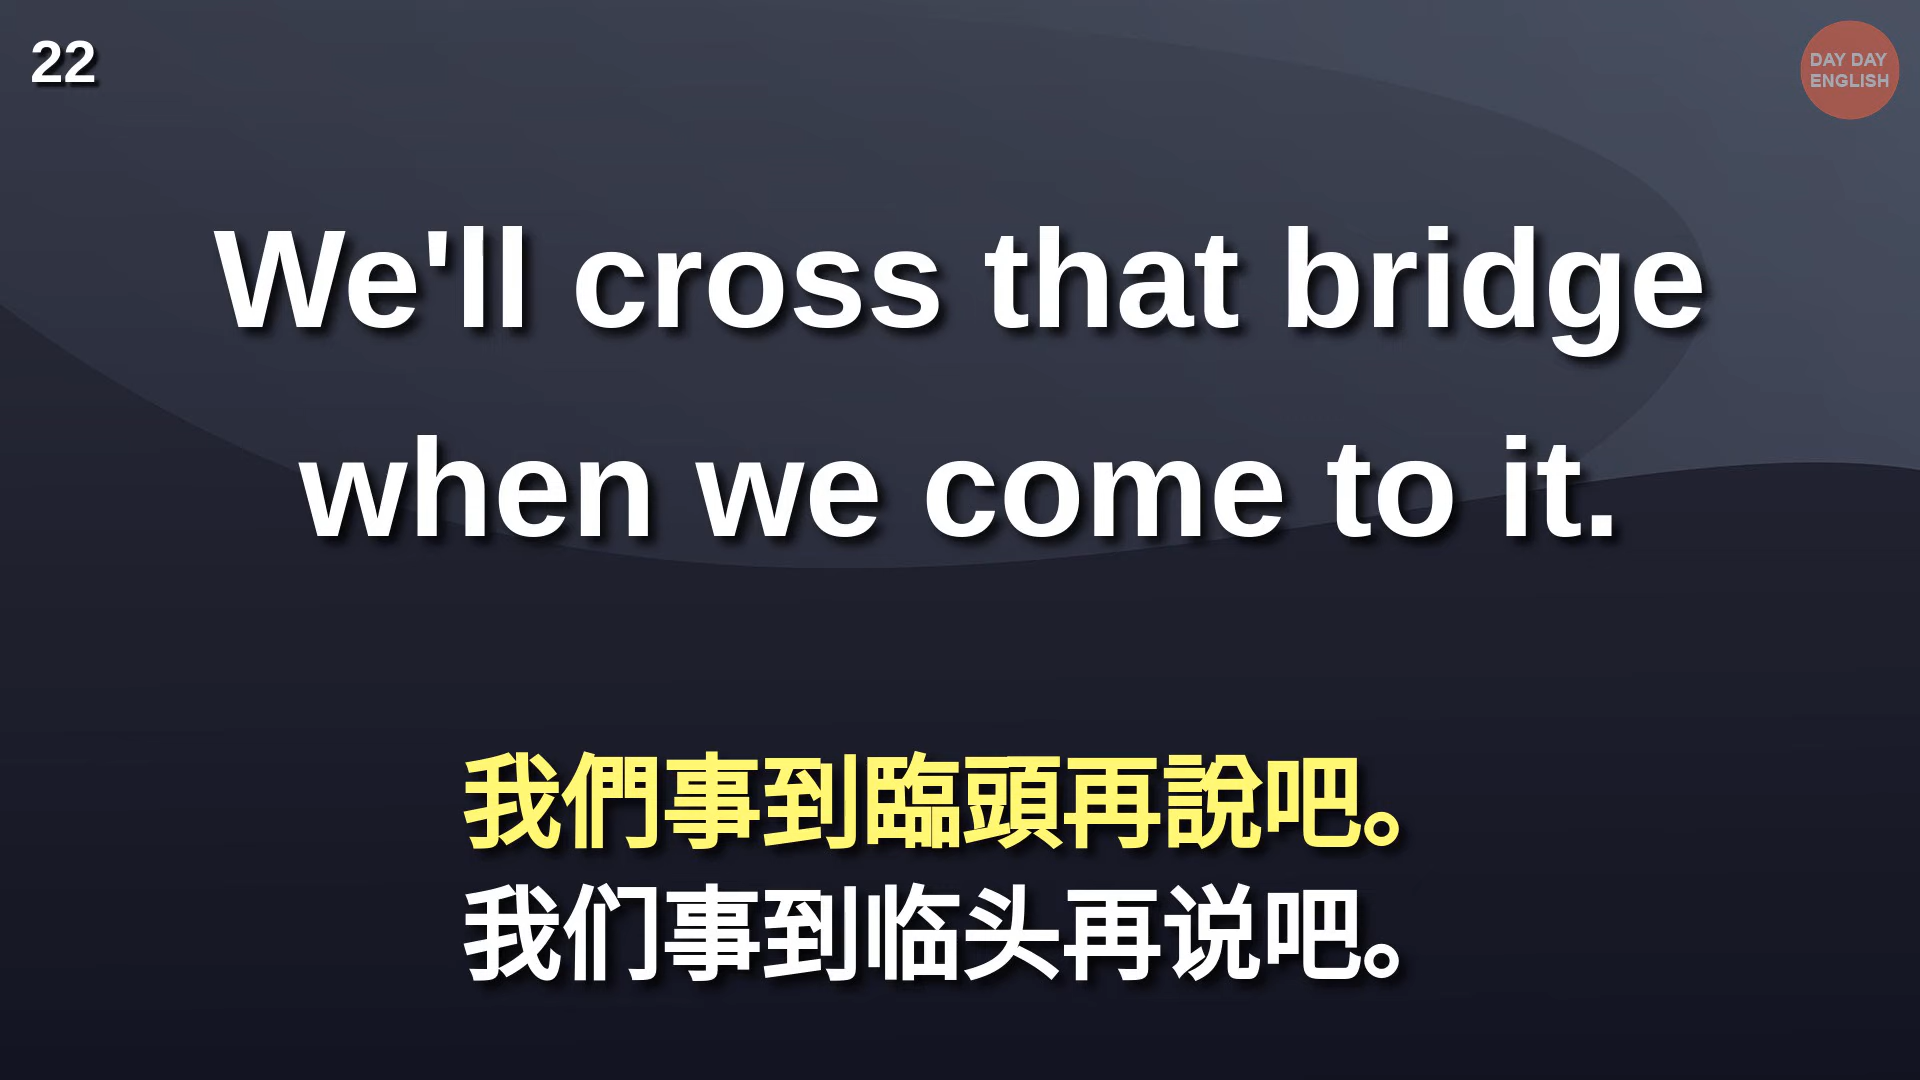 22
DAY DAY
ENGLISH
We'll cross that bridge
when we come to it.
我們事到臨頭再說吧。
我们事到临头再说吧。